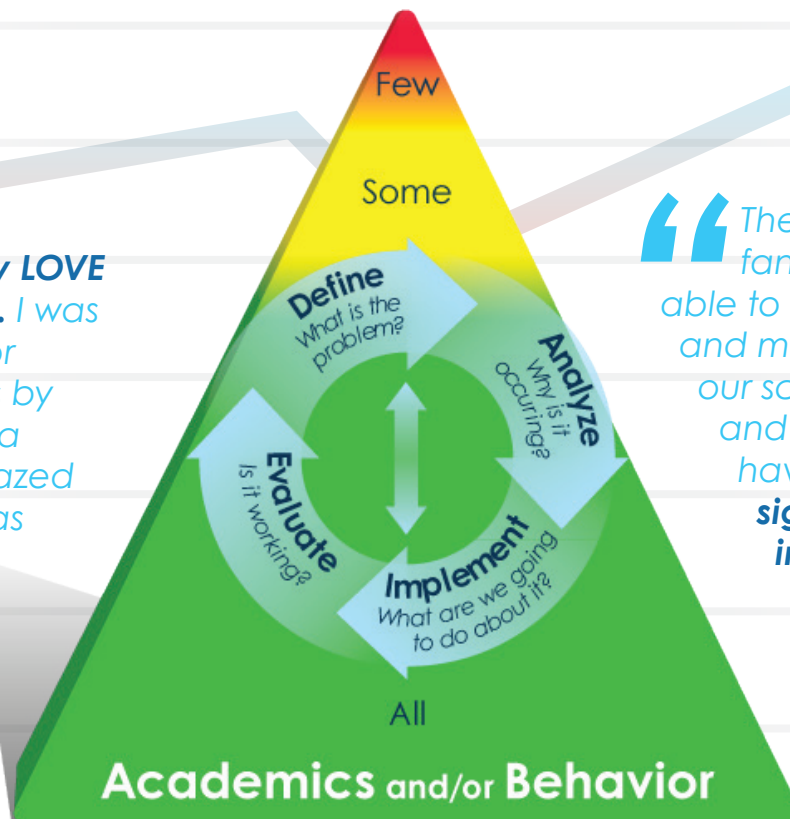 Few
Some
Define
What is the
problem?
Analyze
Why is it
occuring?
Implement
What are we going
to do about it?
Evaluate
Is it working?
All
Academics and/or Behavior
y LOVE
. I was
or
by
a
azed
as
“ The
fan
able to
and m
our sc
and
hav
sig
in